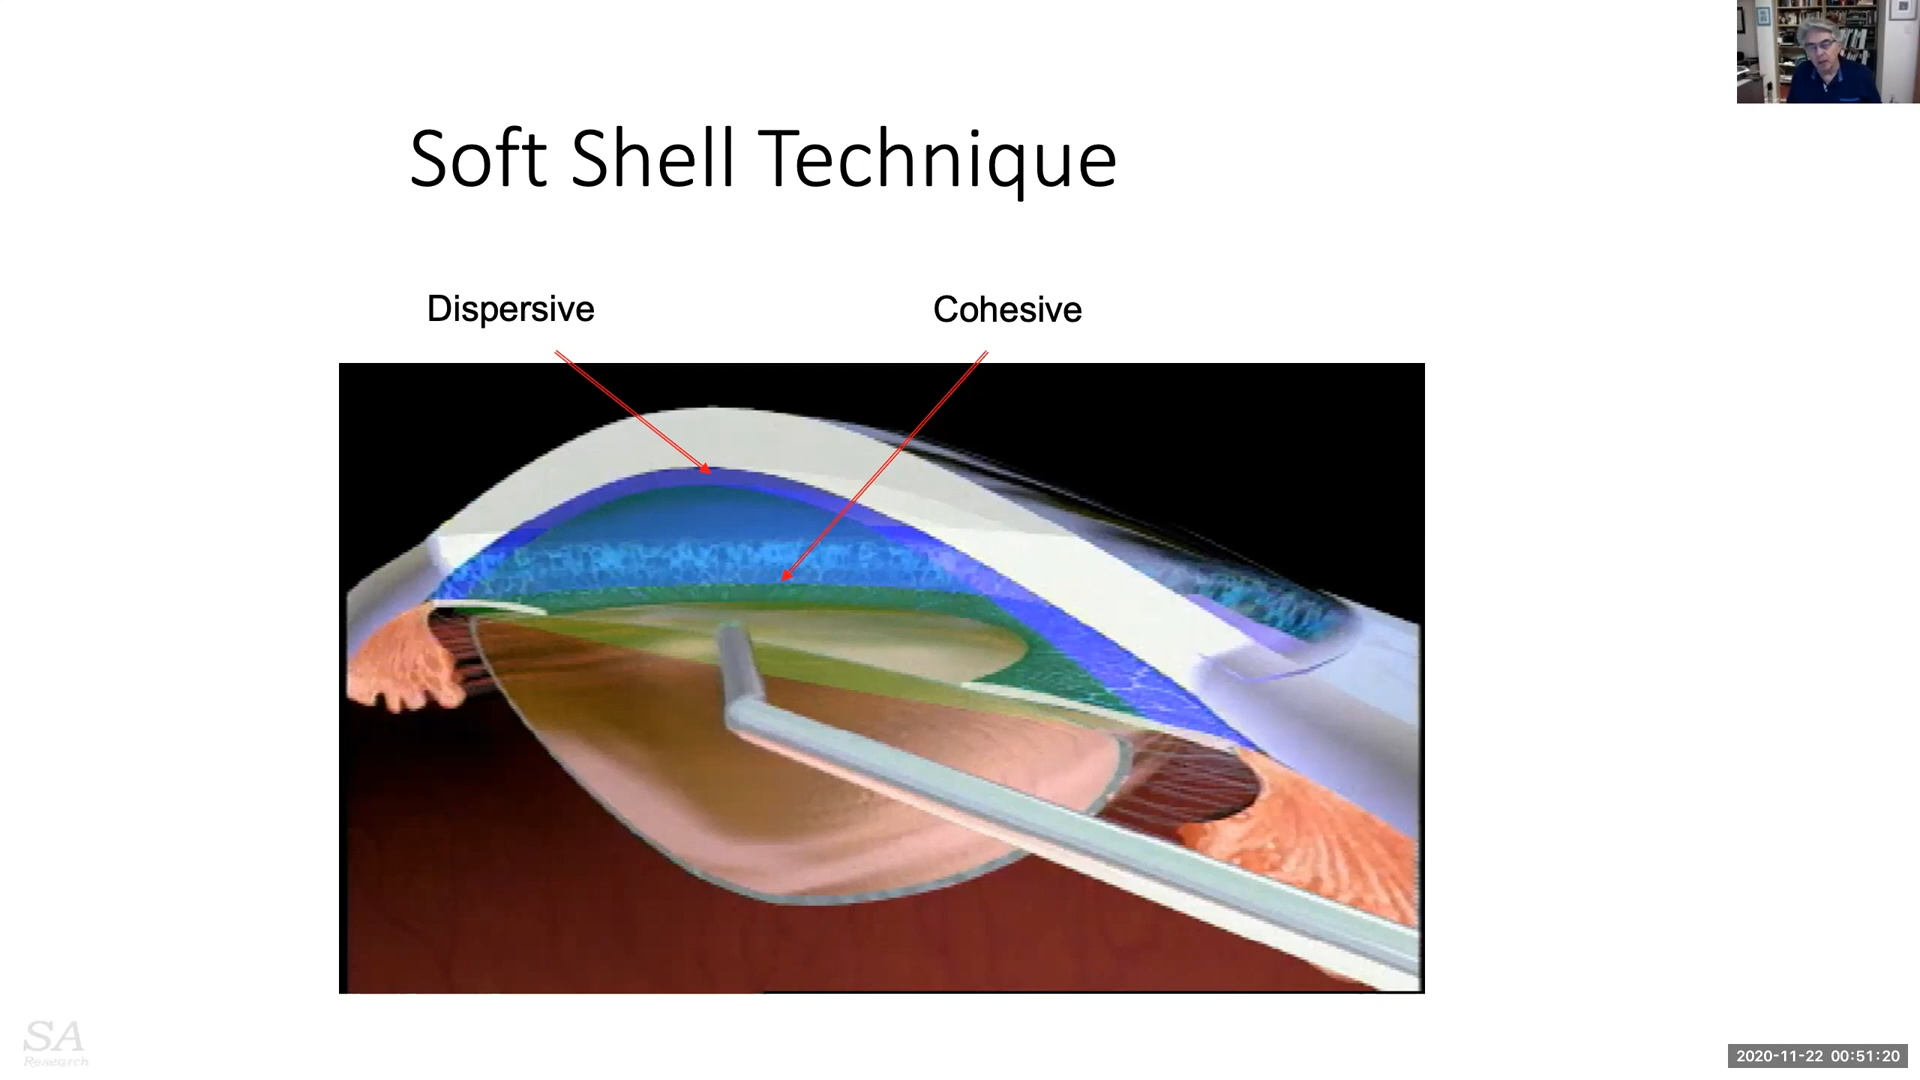 Soft Shell Technique
Dispersive
Cohesive
SA
Research
2020-11-22 00:51:20